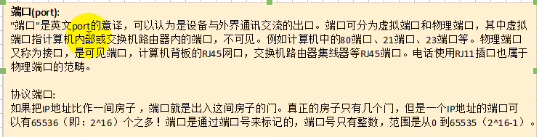 端口(port):
"端口"是英文port的意译，可以认为是设备与外界通讯交流的出口。端口可分为虚拟端口和物理端口，其中虚
拟端口指计算机内部或交换机路由器内的端口，不可见。例如计算机中的80端口、21端口、23端口等。物理端口
又称为接口，是可见端口，计算机背板的RJ45网口，交换机路由器集线器等RJ45端口。电话使用RJ11插口也属于
物理端口的范畴。
协议端口:
如果把IP地址比作一间房子 ，端口就是出入这间房子的门。真正的房子只有几个门，但是一个IP地址的端口可
以有65536（即：2^16）个之多！端口是通过端口号来标记的，端口号只有整数，范围是从0 到65535（2^16-1）。